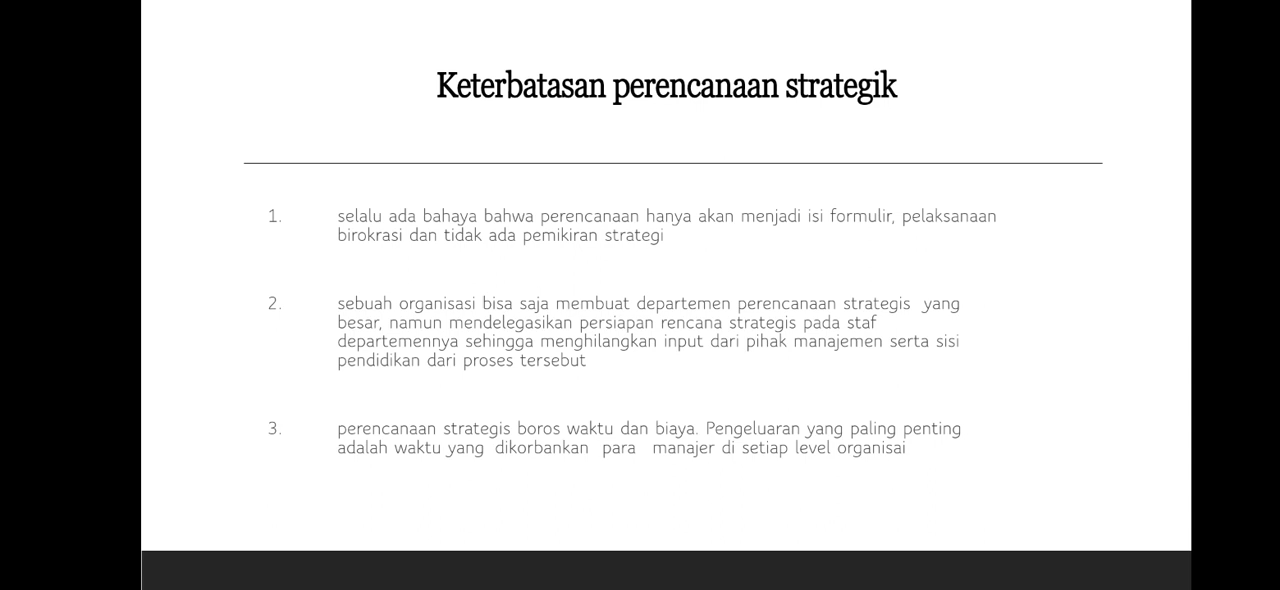 Keterbatasan perencanaan strategik
1. selalu ada bahaya bahwa perencanaan hanya akan menjadi isi formulir, pelaksanaan
birokrasi dan tidak ada pemikiran strategi
2. sebuah organisasi bisa saja membuat departemen perencanaan strategis yang
besar, namun mendelegasikan persiapan rencana strategis pada staf
departemennya sehingga menghilangkan input dari pihak manajemen serta sisi
pendidikan dari proses tersebut
3. perencanaan strategis boros waktu dan biaya. Pengeluaran yang paling penting
adalah waktu yang dikorbankan para manajer di setiap level organisai